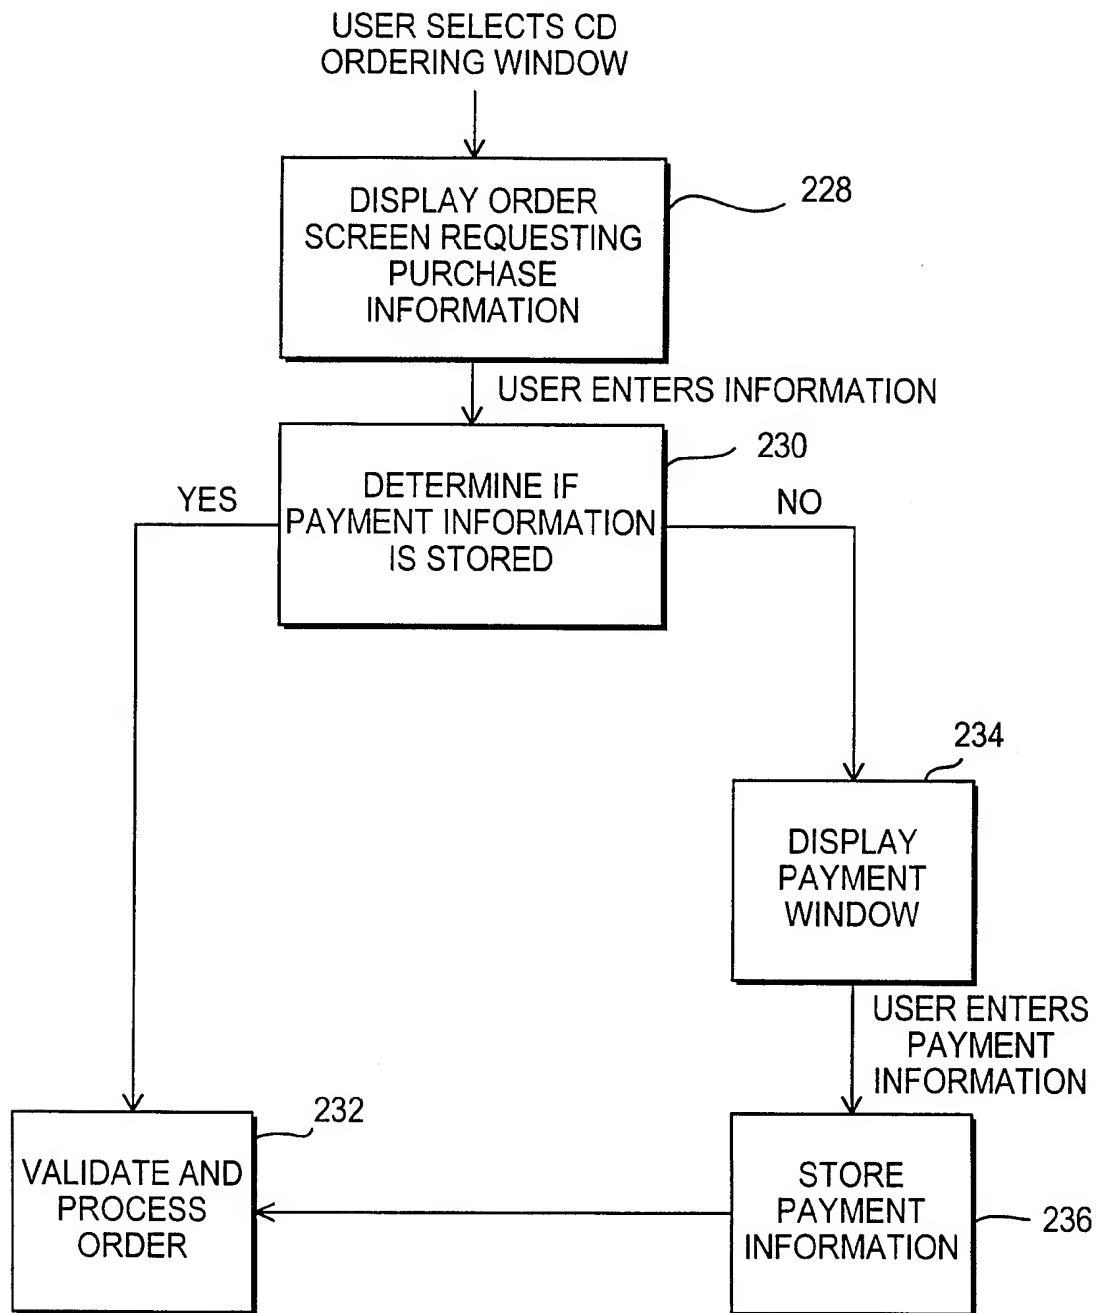 USER SELECTS CD
ORDERING WINDOW
DISPLAY ORDER
SCREEN REQUESTING
PURCHASE
INFORMATION
228
USER ENTERS INFORMATION
DETERMINE IF
PAYMENT INFORMATION
IS STORED
230
YES
NO
234
DISPLAY
PAYMENT
WINDOW
USER ENTERS
PAYMENT
INFORMATION
232
VALIDATE AND
PROCESS
ORDER
STORE
PAYMENT
INFORMATION
236